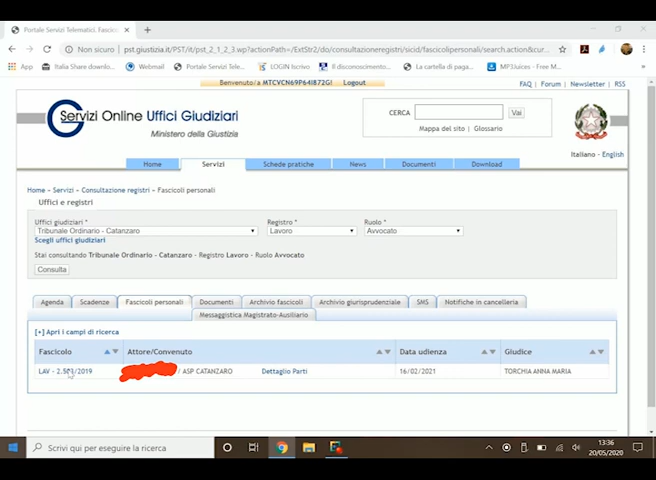 Portale Servizi Telematici. Fascic
Non sicuro | pst.giustizia.it/PST/it/pst_2_1_2_3.wp?actionPath=/ExtStr2/do/consultazioneregistri/sicid/fascicolipersonali/search.action&cur...
App Italia Share downlo... Webmail Portale Servizi Tele... LOGIN Iscrivo Il disconoscimento... La cartella di paga... MP3Juices - Free M...
Benvenuto/a MTCVCN69P64I872G! Logout
FAQ | Forum | Newsletter | RSS
Servizi Online Uffici Giudiziari
Ministero della Giustizia
CERCA Vai
Mappa del sito | Glossario
Italiano - English
Home Servizi Schede pratiche News Documenti Download
Home - Servizi - Consultazione registri - Fascicoli personali
Uffici e registri
Uffici giudiziari * Registro * Ruolo *
Tribunale Ordinario - Catanzaro Lavoro Avvocato
Scegli uffici giudiziari
Stai consultando Tribunale Ordinario - Catanzaro - Registro Lavoro - Ruolo Avvocato
Consulta
Agenda Scadenze Fascicoli personali Documenti Archivio fascicoli Archivio giurisprudenziale SMS Notifiche in cancelleria
Messaggistica Magistrato-Ausiliario
[+] Apri i campi di ricerca
Fascicolo Attore/Convenuto Data udienza Giudice
/ ASP CATANZARO Dettaglio Parti 16/02/2021 TORCHIA ANNA MARIA
Scrivi qui per eseguire la ricerca
13:36
20/05/2020